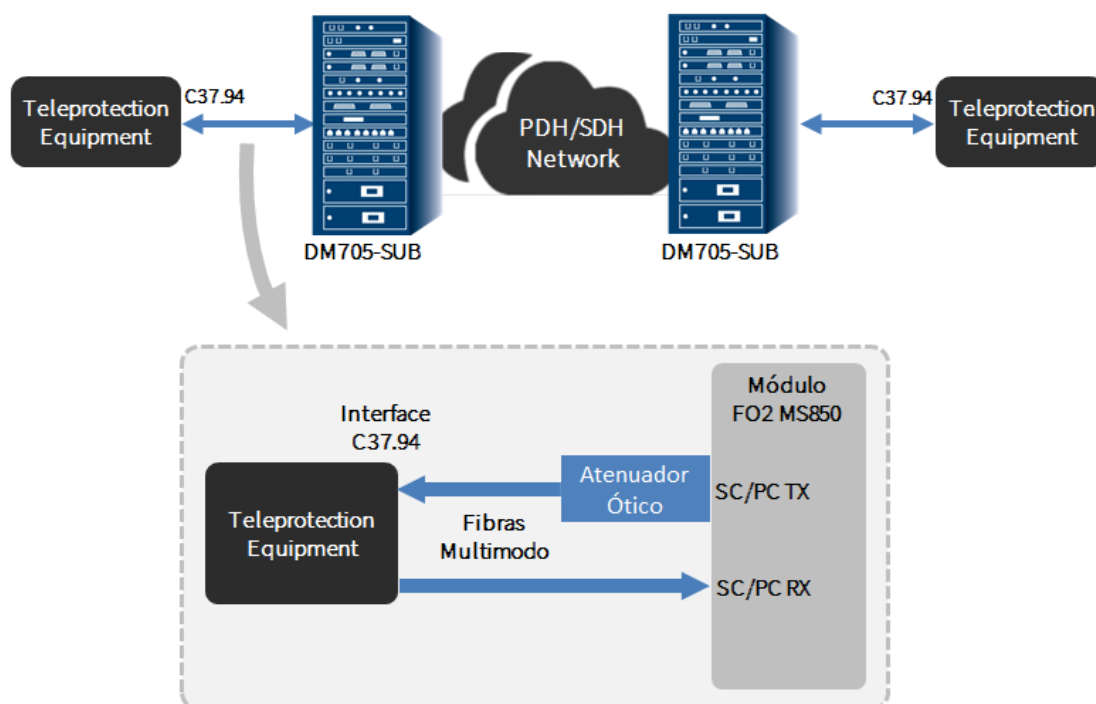 Teleprotection
Equipment
C37.94
PDH/SDH
Network
C37.94
Teleprotection
Equipment
DM705-SUB
DM705-SUB
Módulo
FO2 MS850
Interface
C37.94
Atenuador
Ótico
SC/PC TX
Teleprotection
Equipment
Fibras
Multimodo
SC/PC RX